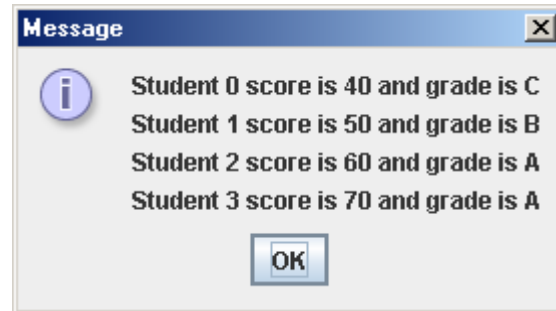 Message
Student 0 score is 40 and grade is C
Student 1 score is 50 and grade is B
Student 2 score is 60 and grade is A
Student 3 score is 70 and grade is A
OK